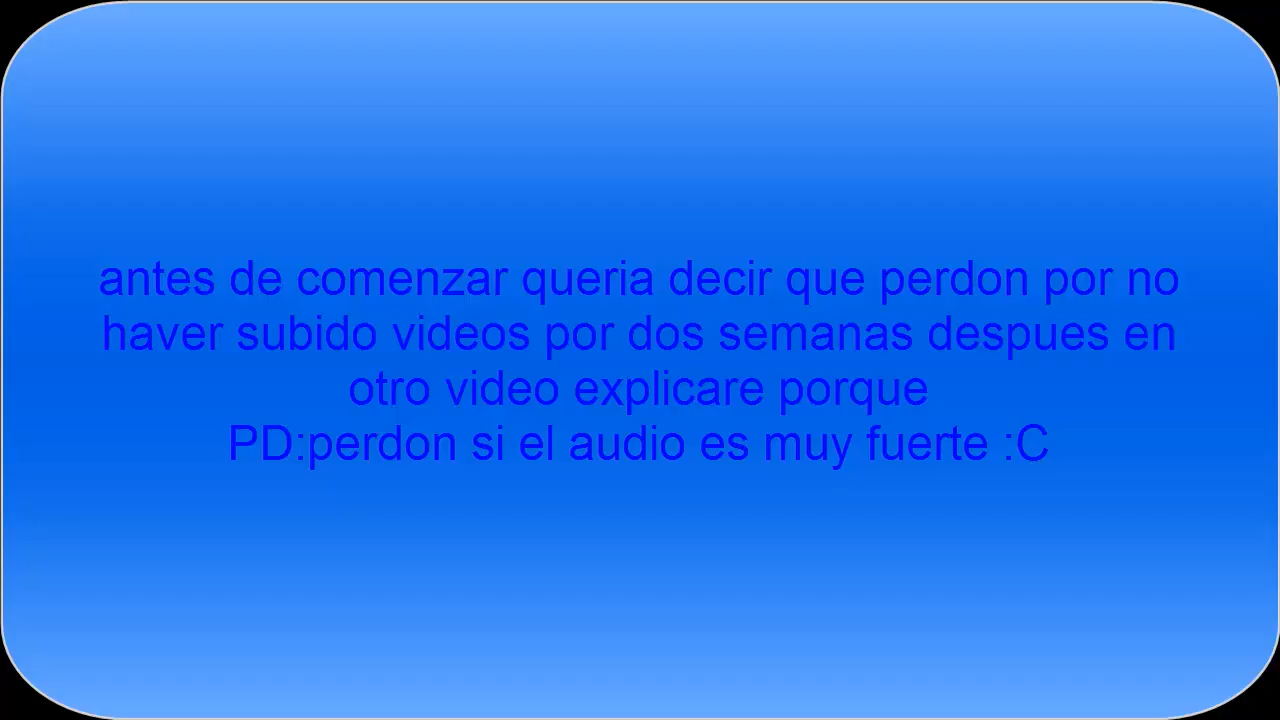 antes de comenzar queria decir que perdon por no
haver subido videos por dos semanas despues en
otro video explicare porque
PD:perdon si el audio es muy fuerte :C